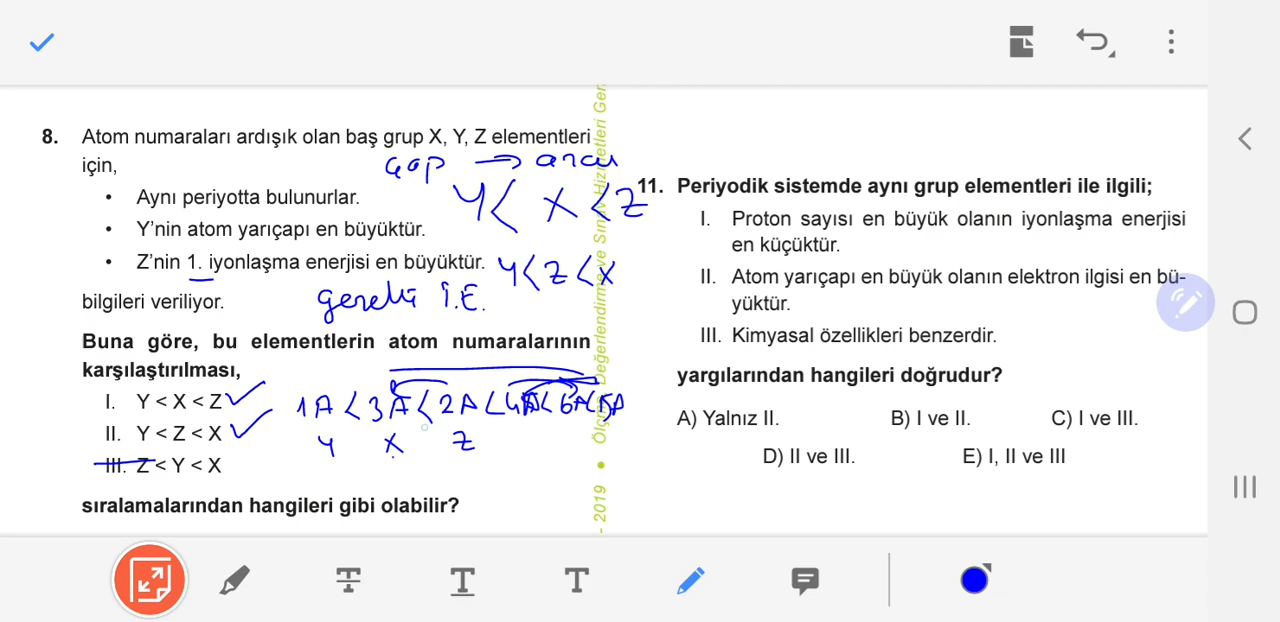 8. Atom numaraları ardışık olan baş grup X, Y, Z elementleri
için,
çap → artar
• Aynı periyotta bulunurlar.
Y < X < Z
• Y'nin atom yarıçapı en büyüktür.
• Z'nin 1. iyonlaşma enerjisi en büyüktür.
Y < Z < X
bilgileri veriliyor.
İ.E.
Buna göre, bu elementlerin atom numaralarının
karşılaştırılması,
I. Y < X < Z
II. Y < Z < X
III. Z < Y < X
1A < 3A < 2A < 4A < 6A < 5A
Y X Z
sıralamalarından hangileri gibi olabilir?
- 2019 • Ölçme, Değerlendirme ve Sınav Hizmetleri Gen
11. Periyodik sistemde aynı grup elementleri ile ilgili;
I. Proton sayısı en büyük olanın iyonlaşma enerjisi
en küçüktür.
II. Atom yarıçapı en büyük olanın elektron ilgisi en bü-
yüktür.
III. Kimyasal özellikleri benzerdir.
yargılarından hangileri doğrudur?
A) Yalnız II. B) I ve II. C) I ve III.
D) II ve III. E) I, II ve III